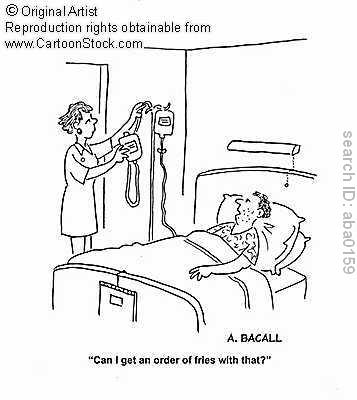 © Original Artist
Reproduction rights obtainable from
www.CartoonStock.com
search ID: aba0159
A. BACALL
"Can I get an order of fries with that?"